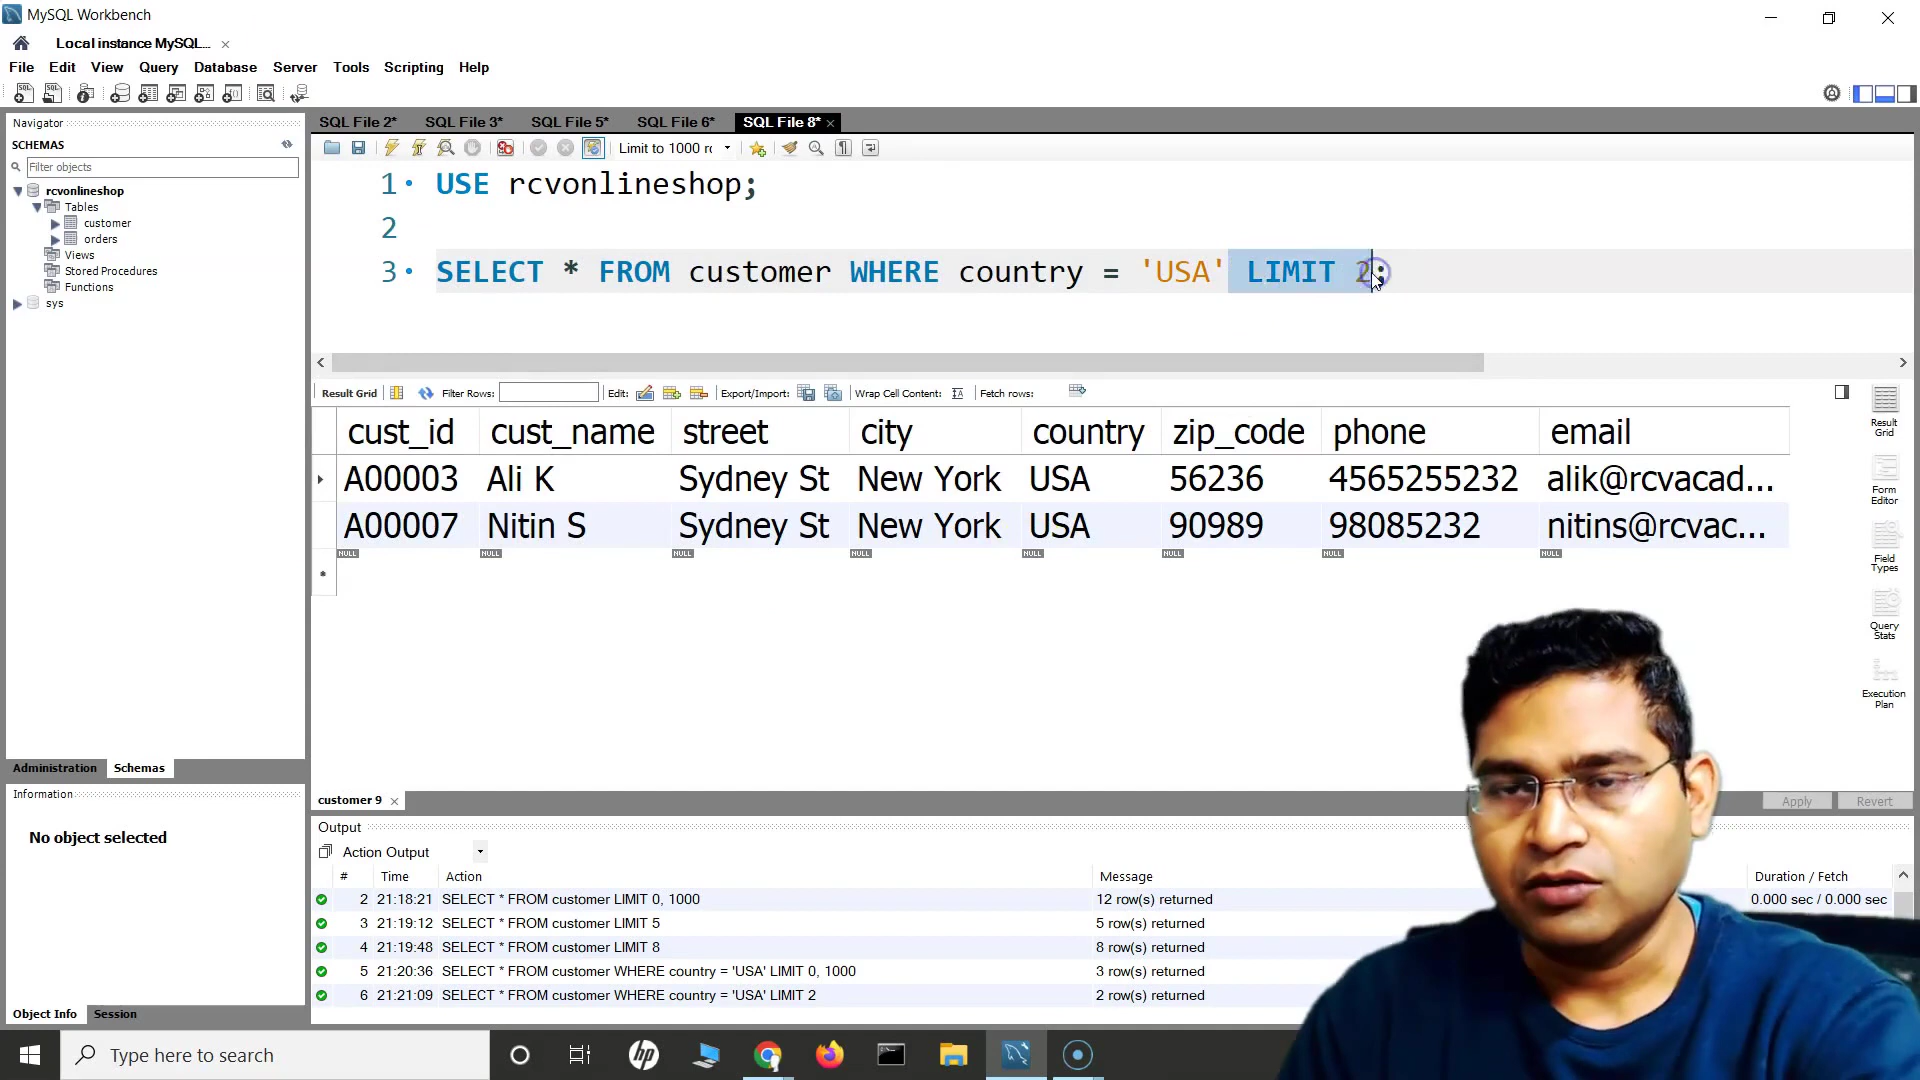 MySQL Workbench
Local instance MySQL...
File Edit View Query Database Server Tools Scripting Help
Navigator
SCHEMAS
Filter objects
rcvonlineshop
Tables
customer
orders
Views
Stored Procedures
Functions
sys
Administration Schemas
Information
No object selected
Object Info Session
SQL File 2* SQL File 3* SQL File 5* SQL File 6* SQL File 8*
Limit to 1000 rc
1 USE rcvonlineshop;
2
3 SELECT * FROM customer WHERE country = 'USA' LIMIT 2;
Result Grid Filter Rows: Edit: Export/Import: Wrap Cell Content: Fetch rows:
cust_id cust_name street city country zip_code phone email
A00003 Ali K Sydney St New York USA 56236 4565255232 alik@rcvacad...
A00007 Nitin S Sydney St New York USA 90989 98085232 nitins@rcvac...
NULL NULL NULL NULL NULL NULL NULL NULL
Result Grid
Form Editor
Field Types
Query Stats
Execution Plan
customer 9
Apply Revert
Output
Action Output
# Time Action Message Duration / Fetch
2 21:18:21 SELECT * FROM customer LIMIT 0, 1000 12 row(s) returned 0.000 sec / 0.000 sec
3 21:19:12 SELECT * FROM customer LIMIT 5 5 row(s) returned
4 21:19:48 SELECT * FROM customer LIMIT 8 8 row(s) returned
5 21:20:36 SELECT * FROM customer WHERE country = 'USA' LIMIT 0, 1000 3 row(s) returned
6 21:21:09 SELECT * FROM customer WHERE country = 'USA' LIMIT 2 2 row(s) returned
Type here to search
hp